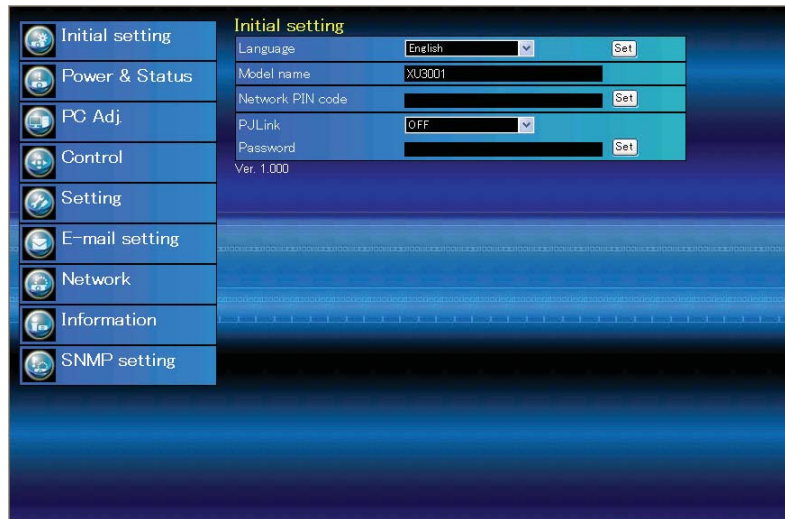 Initial setting
Power & Status
PC Adj.
Control
Setting
E-mail setting
Network
Information
SNMP setting
Initial setting
Language English Set
Model name XU3001
Network PIN code Set
PJLink OFF
Password Set
Ver. 1.000